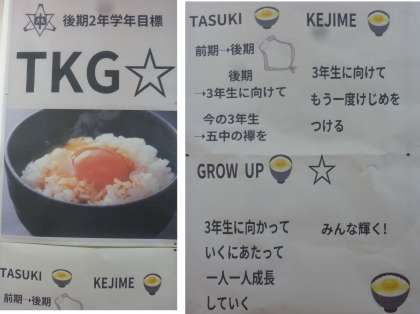 後期2年学年目標
TKG☆
TASUKI
KEJIME
前期→後期
TASUKI
KEJIME
前期→後期
後期
→3年生に向けて
今の3年生
→五中の襷を
3年生に向けて
もう一度けじめを
つける
GROW UP
☆
3年生に向かって
いくにあたって
一人一人成長
していく
みんな輝く!